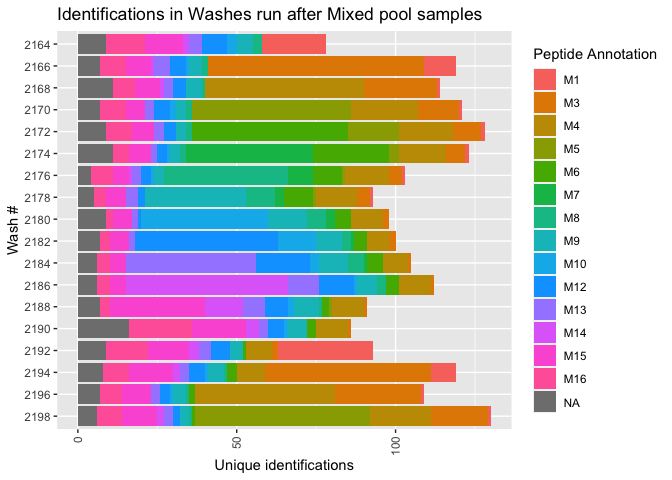 Identifications in Washes run after Mixed pool samples
Wash #
2164
2166
2168
2170
2172
2174
2176
2178
2180
2182
2184
2186
2188
2190
2192
2194
2196
2198
0
50
100
Unique identifications
Peptide Annotation
M1
M3
M4
M5
M6
M7
M8
M9
M10
M12
M13
M14
M15
M16
NA